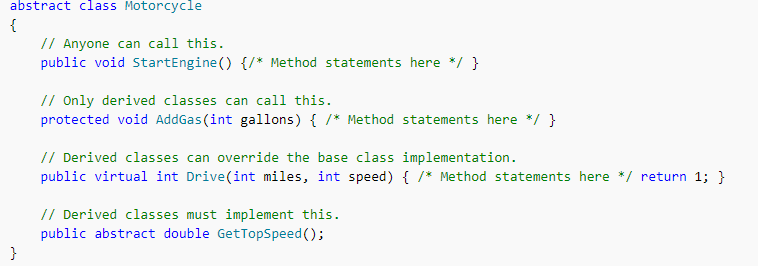 abstract class Motorcycle
{
    // Anyone can call this.
    public void StartEngine() {/* Method statements here */ }

    // Only derived classes can call this.
    protected void AddGas(int gallons) { /* Method statements here */ }

    // Derived classes can override the base class implementation.
    public virtual int Drive(int miles, int speed) { /* Method statements here */ return 1; }

    // Derived classes must implement this.
    public abstract double GetTopSpeed();
}